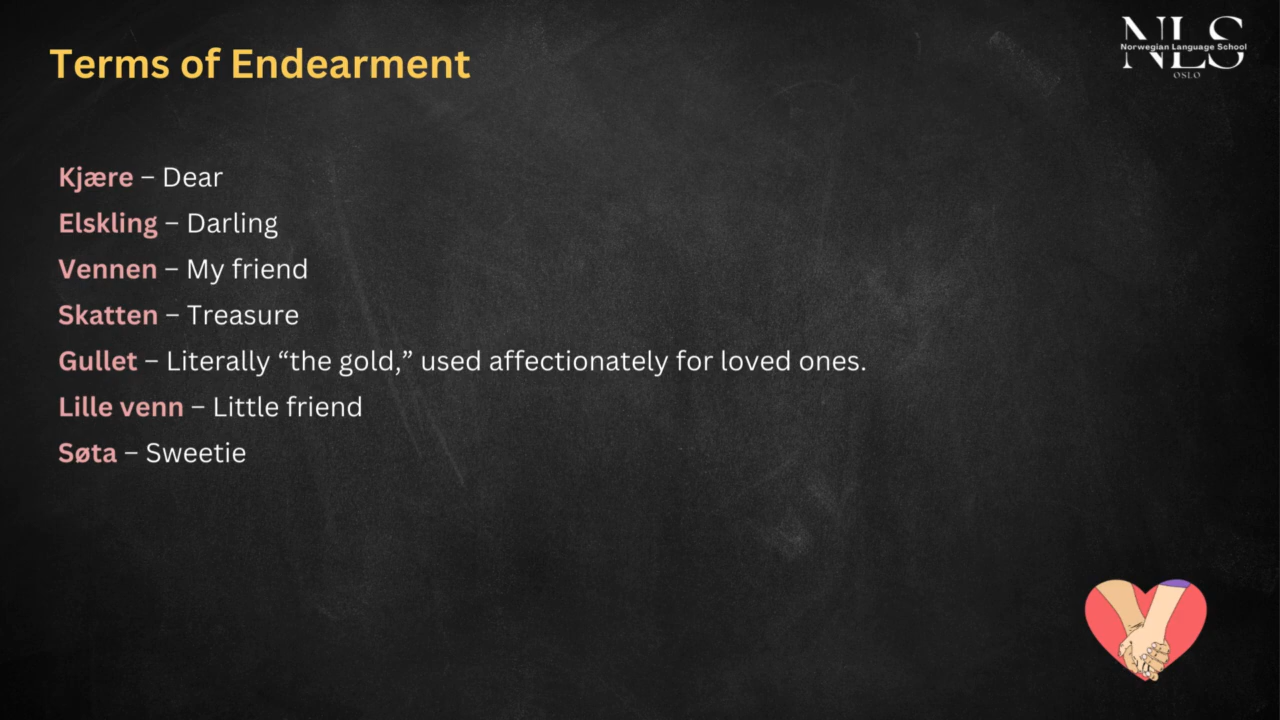 Terms of Endearment
NLS
Norwegian Language School
OSLO
Kjære – Dear
Elskling – Darling
Vennen – My friend
Skatten – Treasure
Gullet – Literally “the gold,” used affectionately for loved ones.
Lille venn – Little friend
Søta – Sweetie